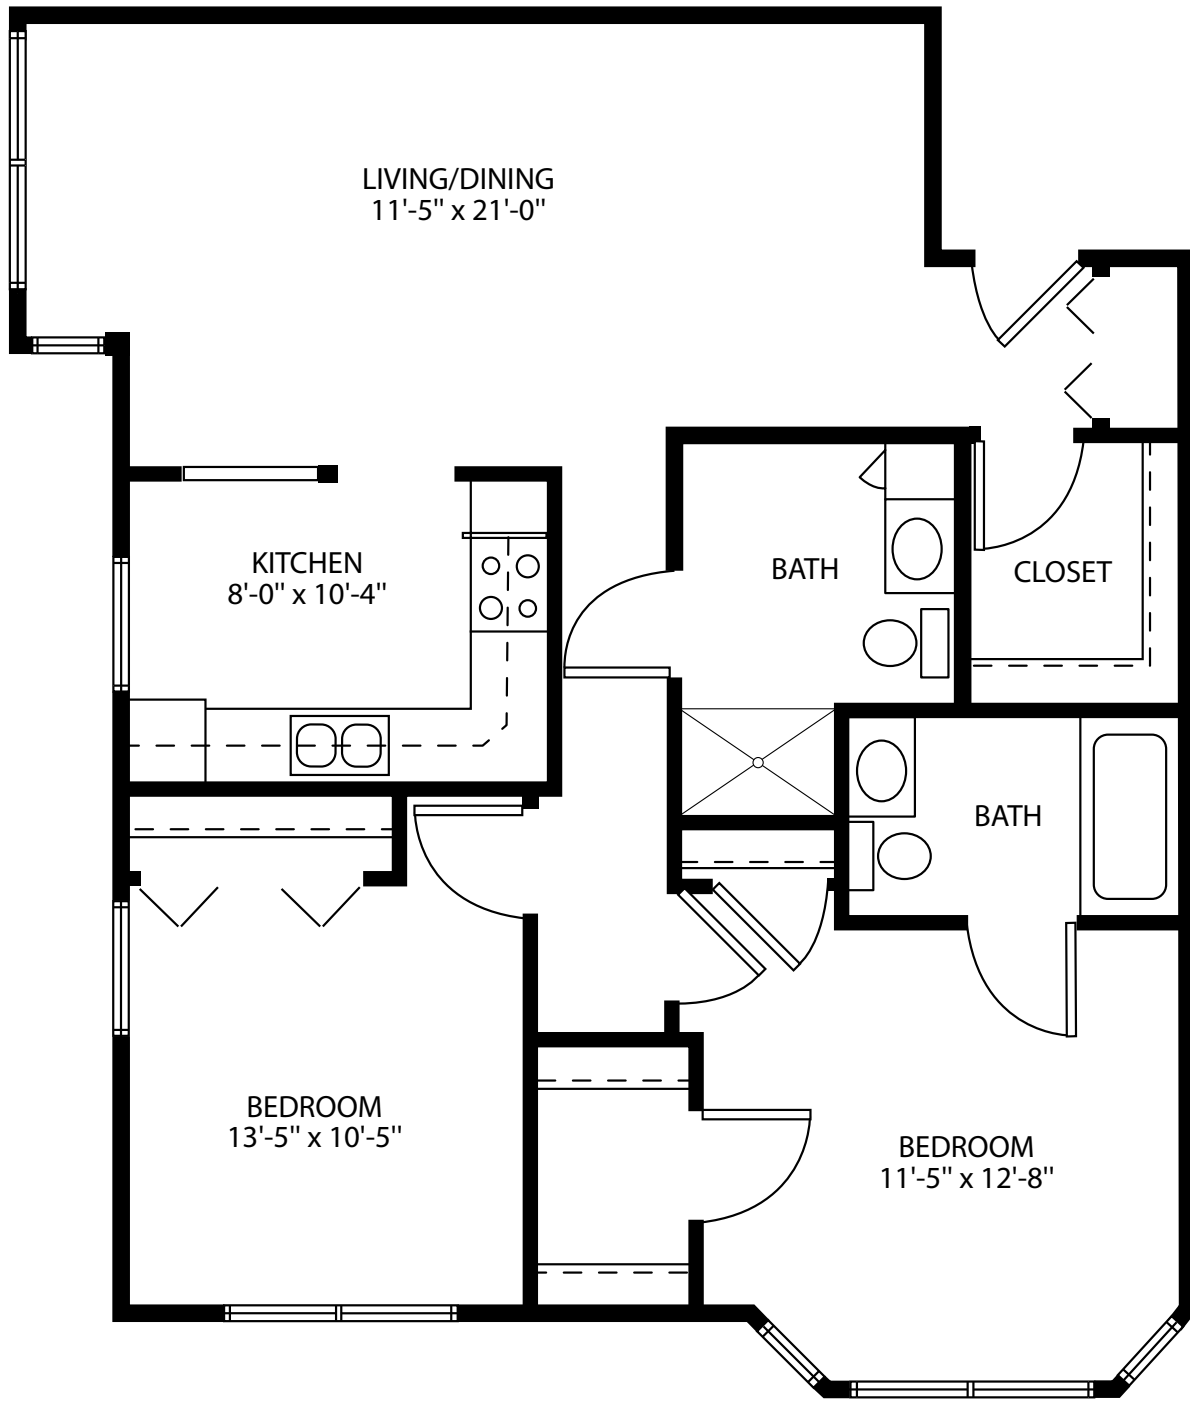 LIVING/DINING
11'-5" x 21'-0"
KITCHEN
8'-0" x 10'-4"
BATH
CLOSET
BATH
BEDROOM
13'-5" x 10'-5"
BEDROOM
11'-5" x 12'-8"